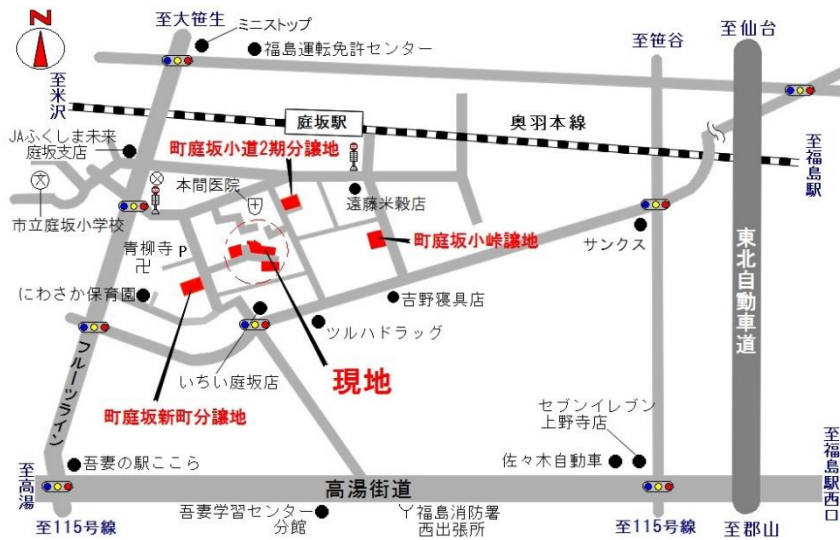 N
至大笹生
ミニストップ
福島運転免許センター
至笹谷
至仙台
至米沢
庭坂駅
奥羽本線
至福島駅
JAふくしま未来
庭坂支店
町庭坂小道2期分譲地
本間医院
遠藤米穀店
文
市立庭坂小学校
青柳寺
卍
P
町庭坂小峠譲地
サンクス
東北自動車道
にわさか保育園
吉野寝具店
ツルハドラッグ
いちい庭坂店
現地
フルーツライン
町庭坂新町分譲地
セブンイレブン
上野寺店
佐々木自動車
吾妻の駅ここら
至高湯
高湯街道
至福島駅西口
吾妻学習センター
分館
福島消防署
西出張所
至115号線
至115号線
至郡山